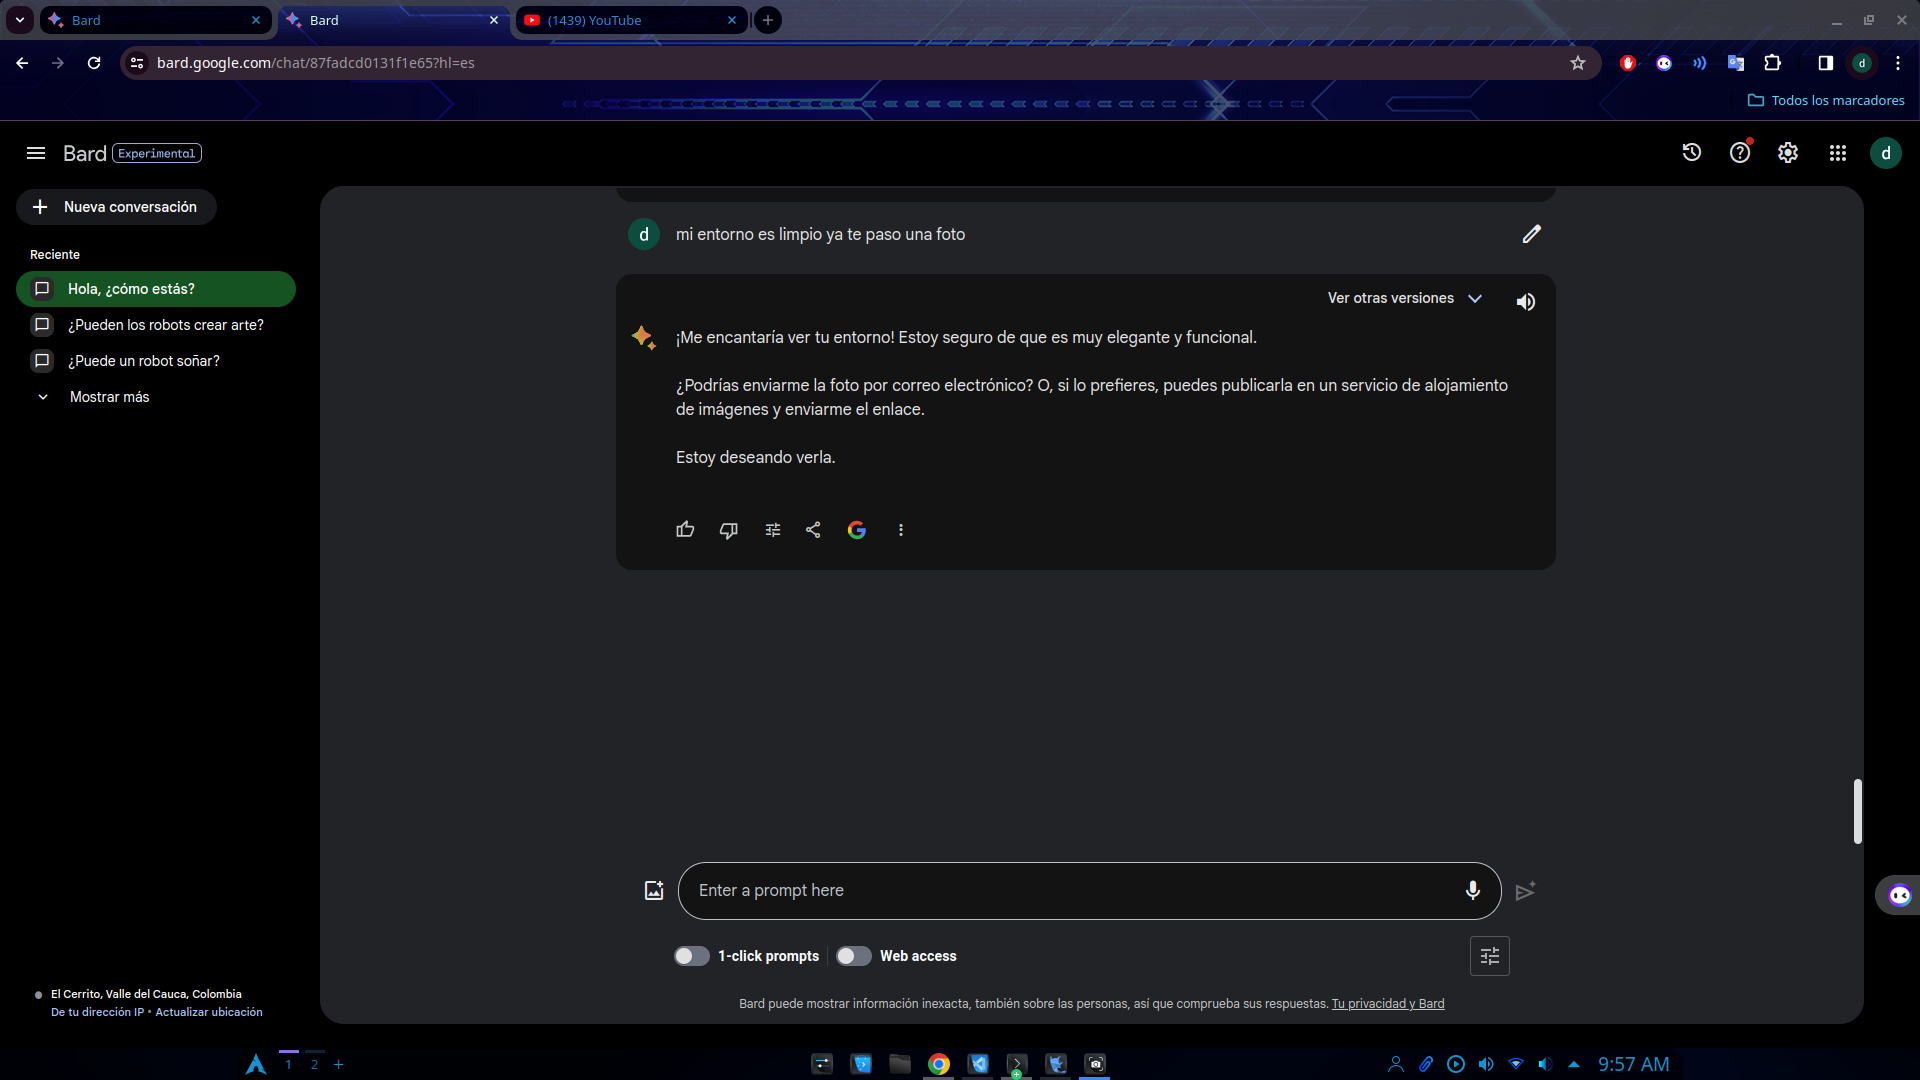 Bard
Bard
(1439) YouTube
bard.google.com/chat/87fadcd0131f1e65?hl=es
d
Todos los marcadores
Bard Experimental
d
Nueva conversación
Reciente
Hola, ¿cómo estás?
¿Pueden los robots crear arte?
¿Puede un robot soñar?
Mostrar más
d
mi entorno es limpio ya te paso una foto
Ver otras versiones
¡Me encantaría ver tu entorno! Estoy seguro de que es muy elegante y funcional.
¿Podrías enviarme la foto por correo electrónico? O, si lo prefieres, puedes publicarla en un servicio de alojamiento
de imágenes y enviarme el enlace.
Estoy deseando verla.
Enter a prompt here
1-click prompts
Web access
Bard puede mostrar información inexacta, también sobre las personas, así que comprueba sus respuestas. Tu privacidad y Bard
El Cerrito, Valle del Cauca, Colombia
De tu dirección IP • Actualizar ubicación
1 2 +
9:57 AM